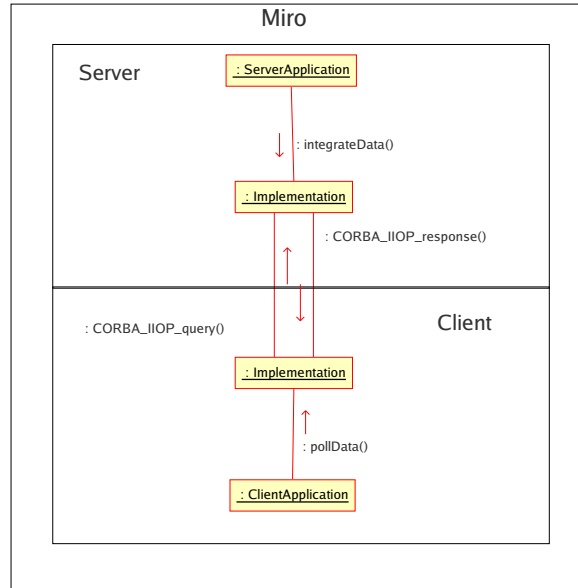 Miro
Server
: ServerApplication
: integrateData()
: Implementation
: CORBA_IIOP_response()
: CORBA_IIOP_query()
Client
: Implementation
: pollData()
: ClientApplication